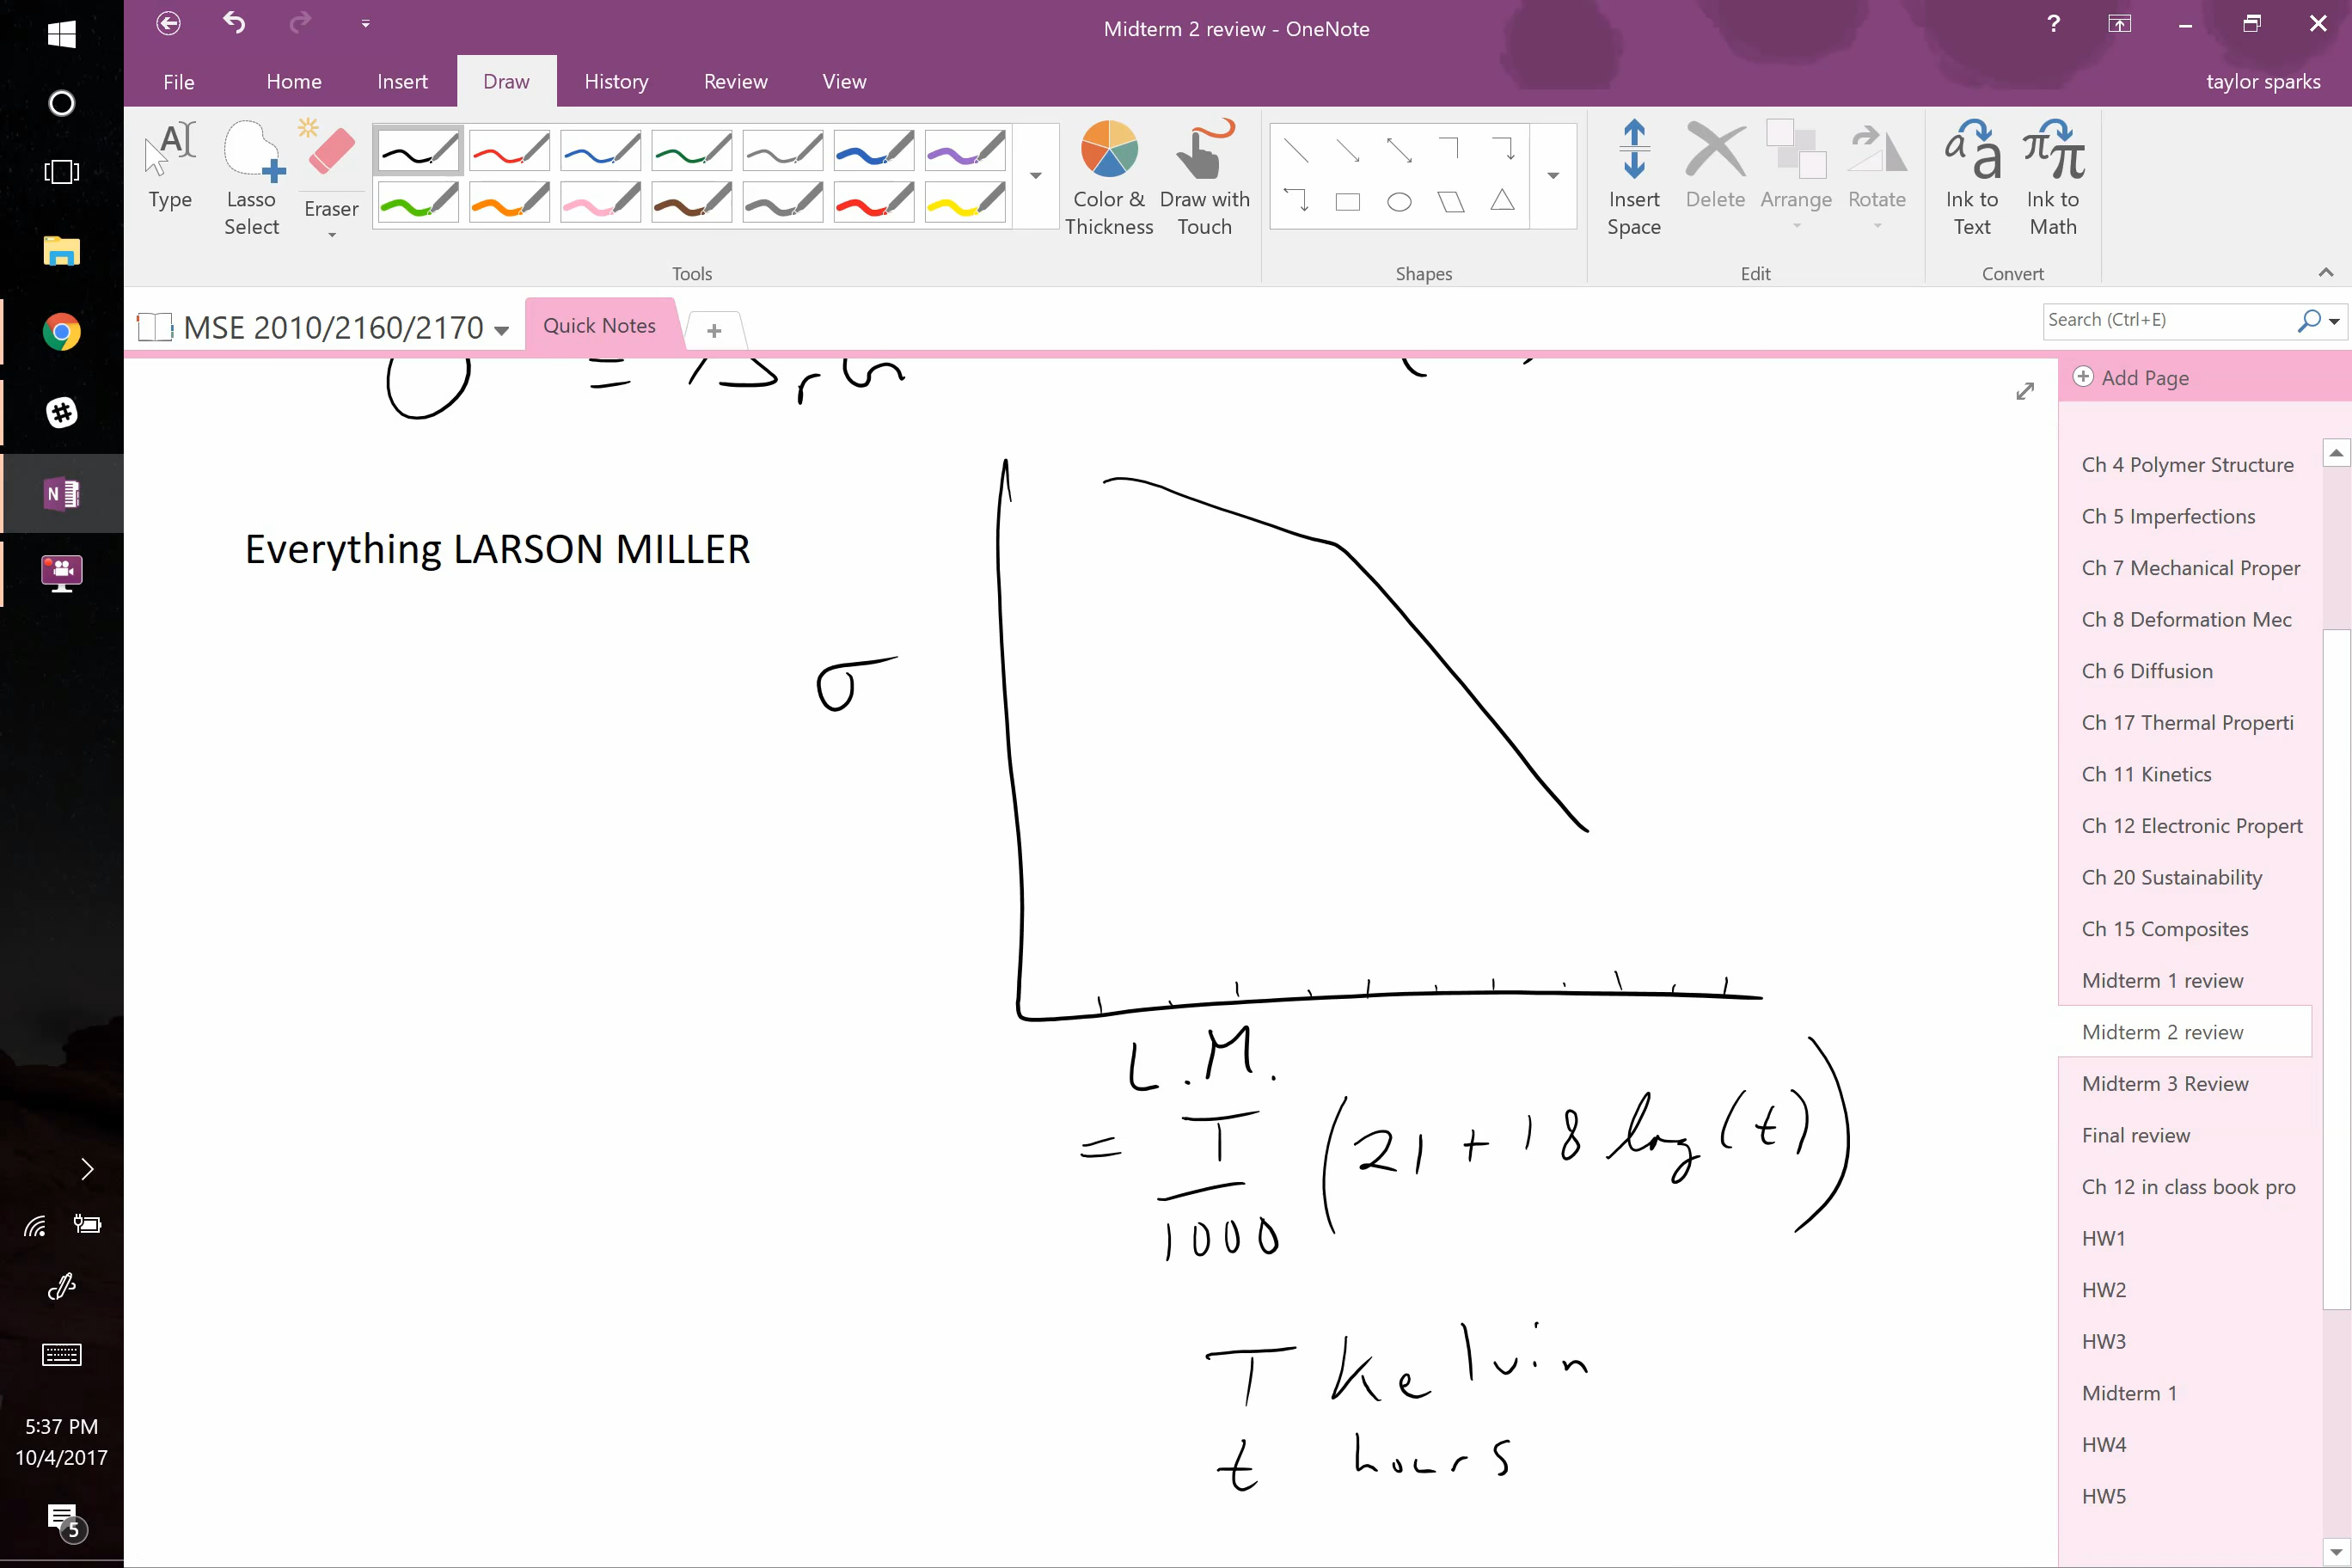 Midterm 2 review - OneNote
?
File Home Insert Draw History Review View
taylor sparks
Type
Lasso Select
Eraser
Color & Thickness
Draw with Touch
Insert Space
Delete
Arrange
Rotate
Ink to Text
Ink to Math
Tools
Shapes
Edit
Convert
MSE 2010/2160/2170
Quick Notes
Search (Ctrl+E)
Everything LARSON MILLER
σ
L.M.
= T/1000 (21 + 18 log(t))
T Kelvin
t hours
Add Page
Ch 4 Polymer Structure
Ch 5 Imperfections
Ch 7 Mechanical Proper
Ch 8 Deformation Mec
Ch 6 Diffusion
Ch 17 Thermal Properti
Ch 11 Kinetics
Ch 12 Electronic Propert
Ch 20 Sustainability
Ch 15 Composites
Midterm 1 review
Midterm 2 review
Midterm 3 Review
Final review
Ch 12 in class book pro
HW1
HW2
HW3
Midterm 1
HW4
HW5
5:37 PM
10/4/2017
5